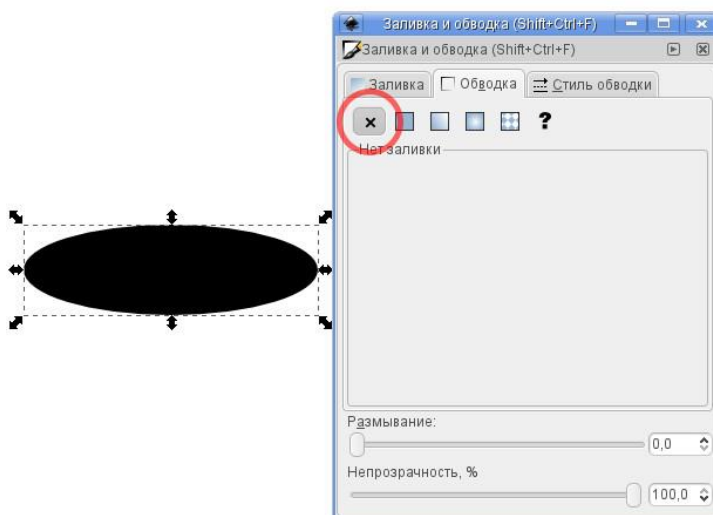 Заливка и обводка (Shift+Ctrl+F)
Заливка и обводка (Shift+Ctrl+F)
Заливка Обводка Стиль обводки
?
Нет заливки
Размывание:
0,0
Непрозрачность, %
100,0